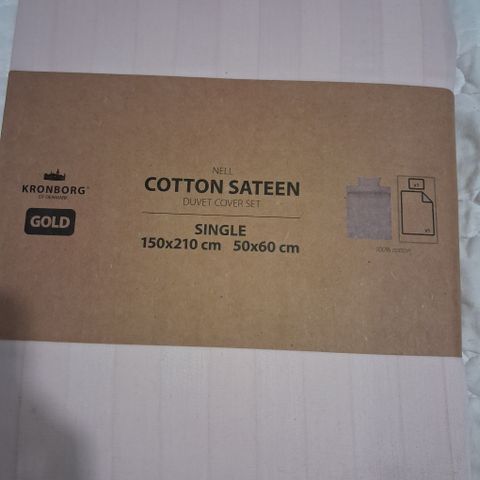 KRONBORG®
OF DENMARK
GOLD
NELL
COTTON SATEEN
DUVET COVER SET
SINGLE
150x210 cm 50x60 cm
x1
x1
100% cotton